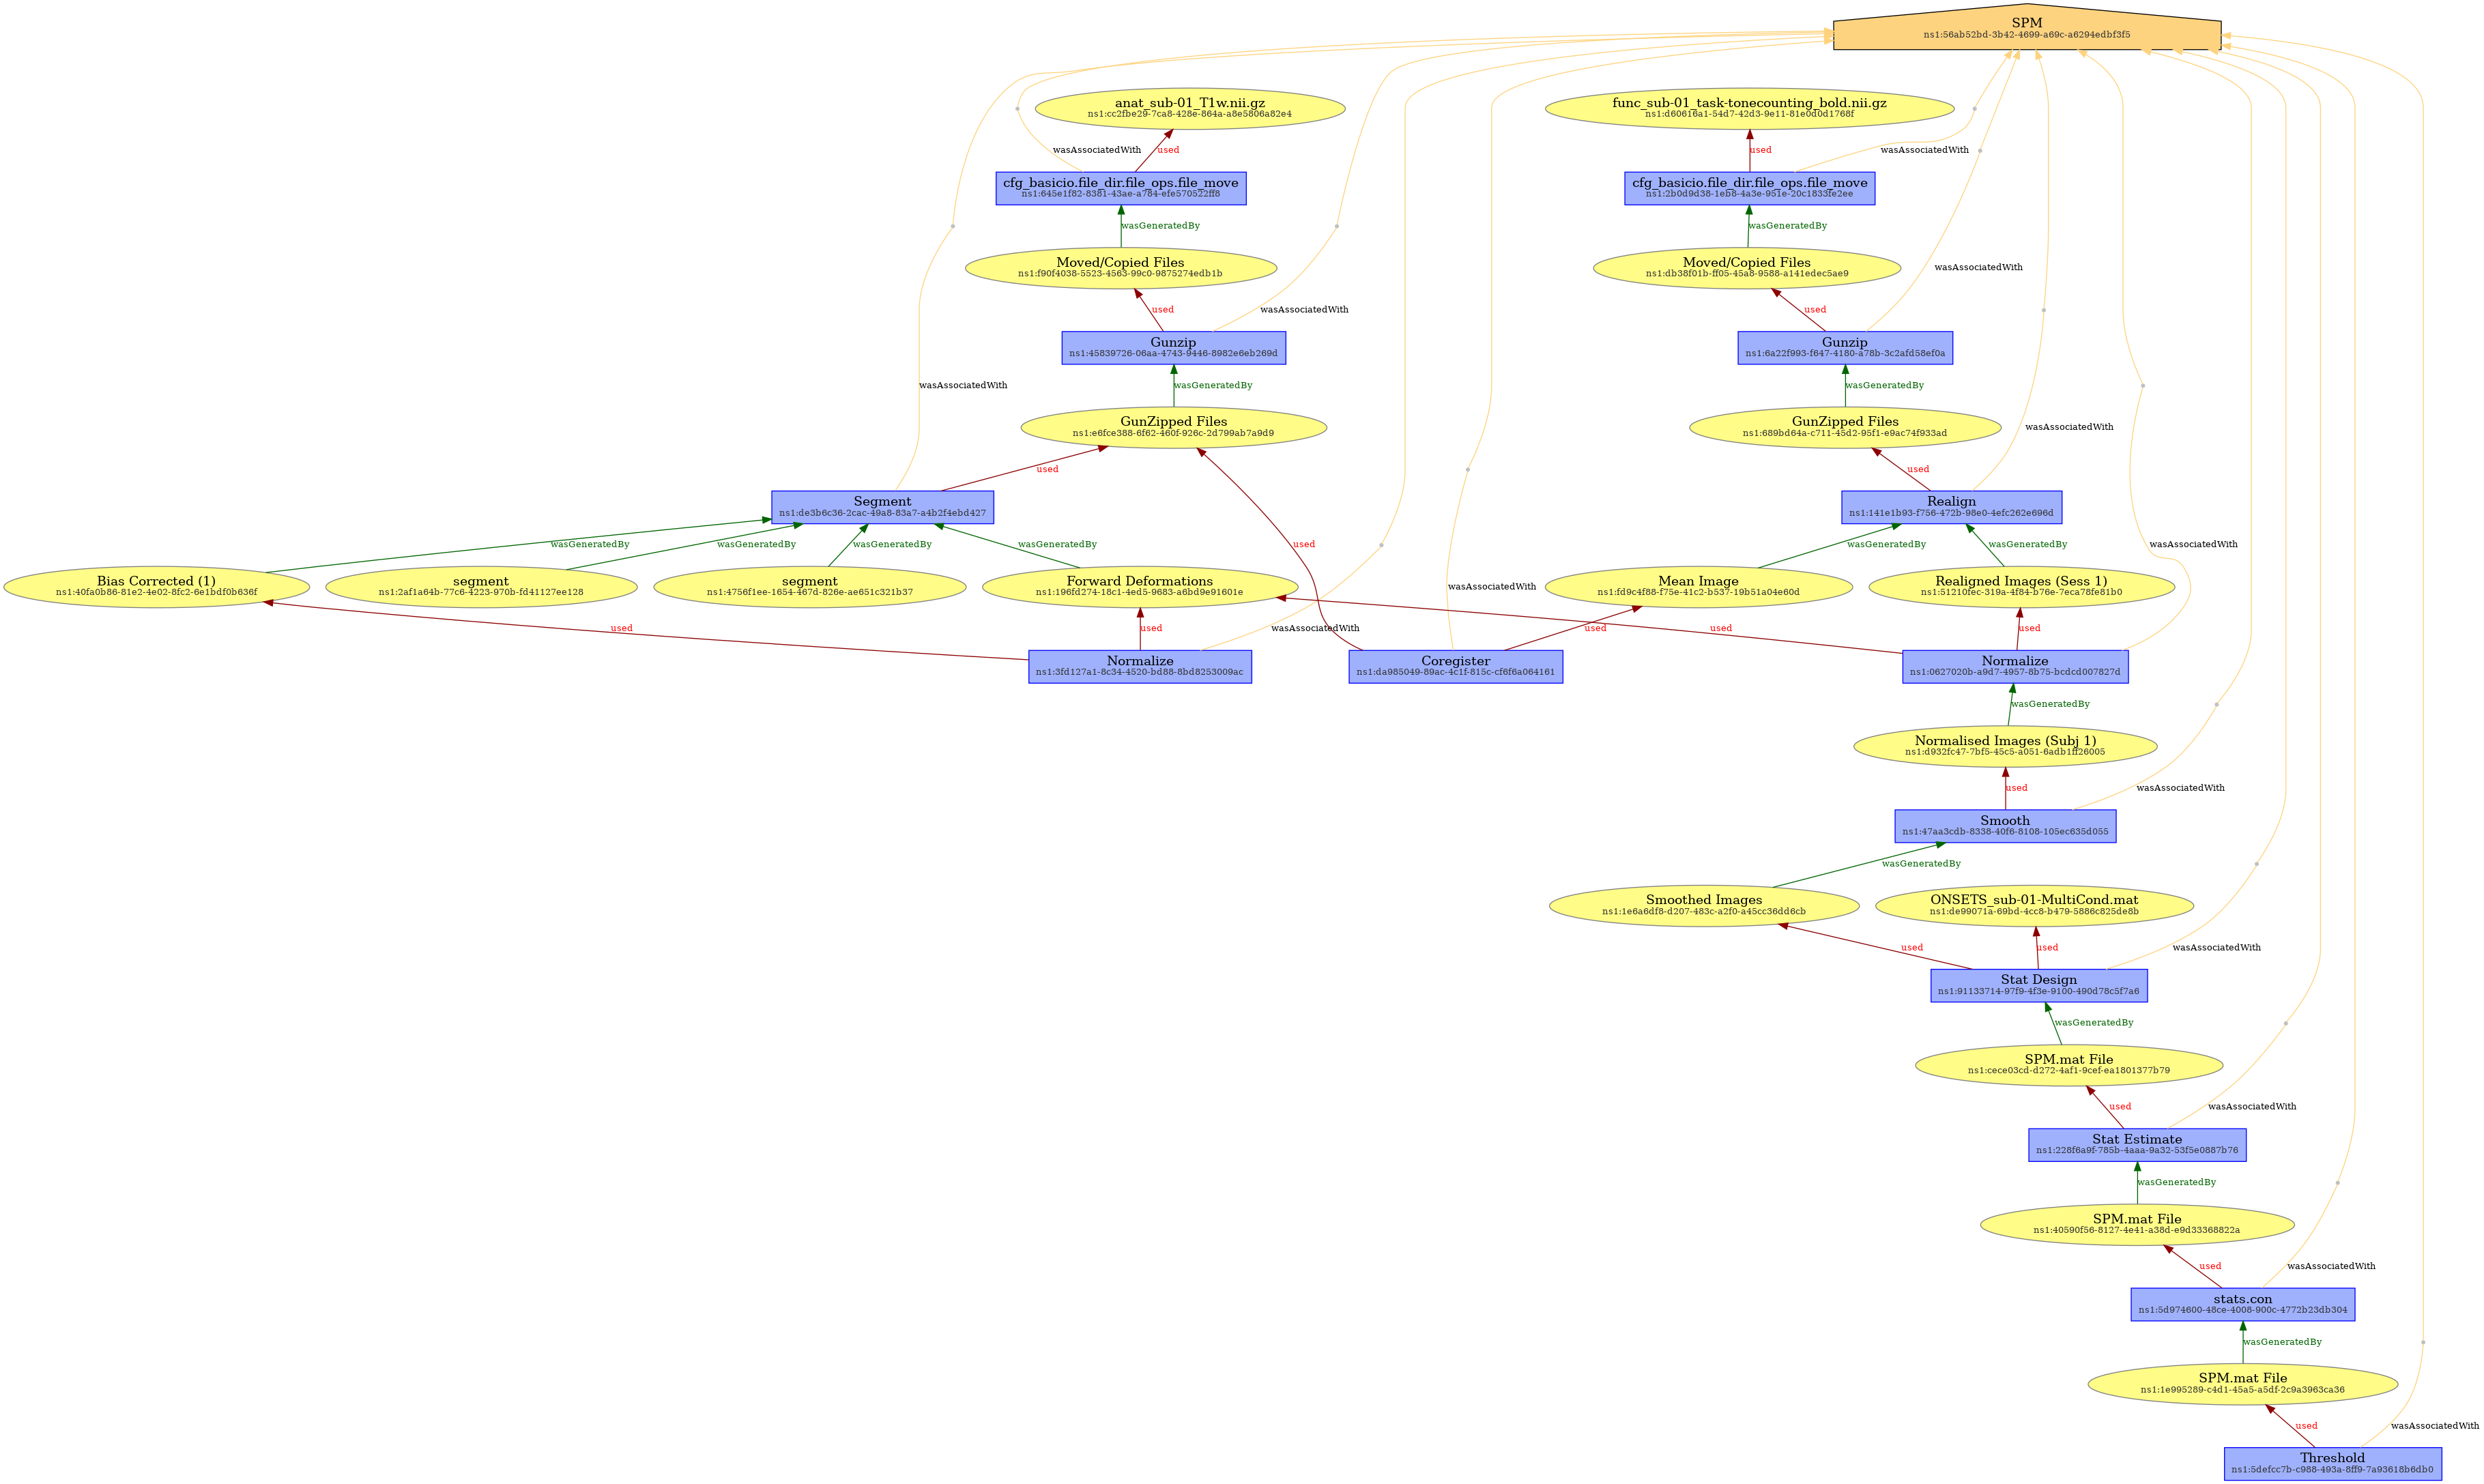 SPM
ns1:56ab52bd-3b42-4699-a69c-a6294edbf3f5
anat_sub-01_T1w.nii.gz
ns1:cc2fbe29-7ca8-428e-864a-a8e5806a82e4
func_sub-01_task-tonecounting_bold.nii.gz
ns1:d60616a1-54d7-42d3-9e11-81e0d0d1768f
wasAssociatedWith
used
used
wasAssociatedWith
cfg_basicio.file_dir.file_ops.file_move
ns1:645e1f82-8381-43ae-a784-efe570522ff8
cfg_basicio.file_dir.file_ops.file_move
ns1:2b0d9d38-1eb8-4a3e-951e-20c1833fe2ee
wasGeneratedBy
wasGeneratedBy
Moved/Copied Files
ns1:f90f4038-5523-4563-99c0-9875274edb1b
Moved/Copied Files
ns1:db38f01b-ff05-45a8-9588-a141edec5ae9
wasAssociatedWith
used
wasAssociatedWith
used
Gunzip
ns1:45839726-06aa-4743-9446-8982e6eb269d
Gunzip
ns1:6a22f993-f647-4180-a78b-3c2afd58ef0a
wasAssociatedWith
wasGeneratedBy
wasGeneratedBy
GunZipped Files
ns1:e6fce388-6f62-460f-926c-2d799ab7a9d9
GunZipped Files
ns1:689bd64a-c711-45d2-95f1-e9ac74f933ad
wasAssociatedWith
used
used
Segment
ns1:de3b6c36-2cac-49a8-83a7-a4b2f4ebd427
Realign
ns1:141e1b93-f756-472b-98e0-4efc262e696d
wasGeneratedBy
wasGeneratedBy
wasGeneratedBy
wasGeneratedBy
used
wasGeneratedBy
wasGeneratedBy
wasAssociatedWith
Bias Corrected (1)
ns1:40fa0b86-81e2-4e02-8fc2-6e1bdf0b636f
segment
ns1:2af1a64b-77c6-4223-970b-fd41127ee128
segment
ns1:4756f1ee-1654-467d-826e-ae651c321b37
Forward Deformations
ns1:196fd274-18c1-4ed5-9683-a6bd9e91601e
wasAssociatedWith
Mean Image
ns1:fd9c4f88-f75e-41c2-b537-19b51a04e60d
Realigned Images (Sess 1)
ns1:51210fec-319a-4f84-b76e-7eca78fe81b0
used
used
wasAssociatedWith
used
used
used
Normalize
ns1:3fd127a1-8c34-4520-bd88-8bd8253009ac
Coregister
ns1:da985049-89ac-4c1f-815c-cf6f6a064161
Normalize
ns1:0627020b-a9d7-4957-8b75-bcdcd007827d
wasGeneratedBy
Normalised Images (Subj 1)
ns1:d932fc47-7bf5-45c5-a051-6adb1ff26005
used
wasAssociatedWith
Smooth
ns1:47aa3cdb-8338-40f6-8108-105ec635d055
wasGeneratedBy
Smoothed Images
ns1:1e6a6df8-d207-483c-a2f0-a45cc36dd6cb
ONSETS_sub-01-MultiCond.mat
ns1:de99071a-69bd-4cc8-b479-5886c825de8b
used
used
wasAssociatedWith
Stat Design
ns1:91133714-97f9-4f3e-9100-490d78c5f7a6
wasGeneratedBy
SPM.mat File
ns1:cece03cd-d272-4af1-9cef-ea1801377b79
used
wasAssociatedWith
Stat Estimate
ns1:228f6a9f-785b-4aaa-9a32-53f5e0887b76
wasGeneratedBy
SPM.mat File
ns1:40590f56-8127-4e41-a38d-e9d33368822a
used
wasAssociatedWith
stats.con
ns1:5d974600-48ce-4008-900c-4772b23db304
wasGeneratedBy
SPM.mat File
ns1:1e995289-c4d1-45a5-a5df-2c9a3963ca36
used
wasAssociatedWith
Threshold
ns1:5defcc7b-c988-493a-8ff9-7a93618b6db0